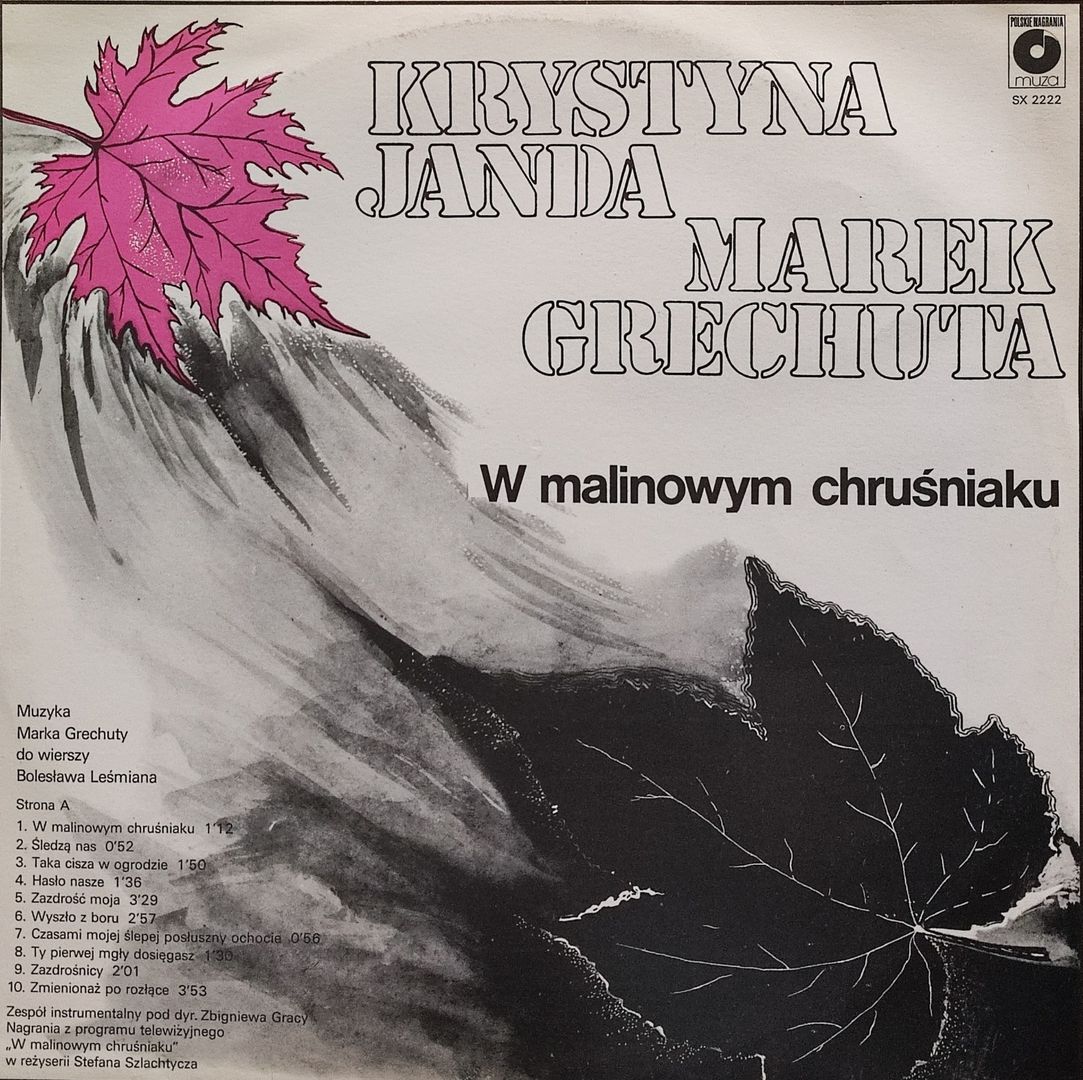 POLSKIE NAGRANIA
muza
SX 2222
KRYSTYNA
JANDA
MAREK
GRECHUTA
W malinowym chruśniaku
Muzyka
Marka Grechuty
do wierszy
Bolesława Leśmiana
Strona A
1. W malinowym chruśniaku 1'12
2. Śledzą nas 0'52
3. Taka cisza w ogrodzie 1'50
4. Hasło nasze 1'36
5. Zazdrość moja 3'29
6. Wyszło z boru 2'57
7. Czasami mojej ślepej posłuszny ochocie 0'56
8. Ty pierwej mgły dosięgasz 1'30
9. Zazdrośnicy 2'01
10. Zmienionaż po rozłące 3'53
Zespół instrumentalny pod dyr. Zbigniewa Gracy
Nagrania z programu telewiżyjnego
„W malinowym chruśniaku"
w reżyserii Stefana Szlachtycza